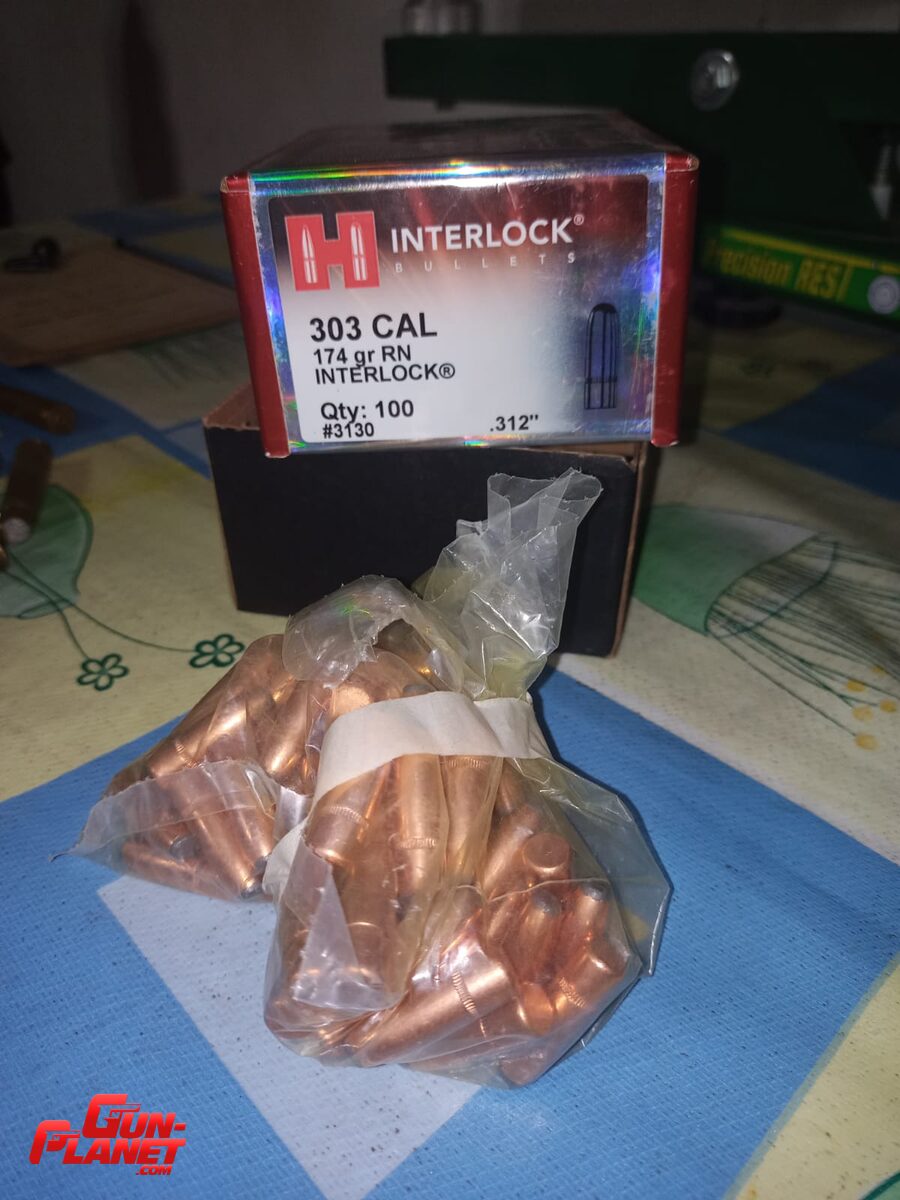 INTERLOCK®
BULLETS
303 CAL
174 gr RN
INTERLOCK®
Qty: 100
#3130
.312"
Precision REST
GUN-
PLANET
.COM